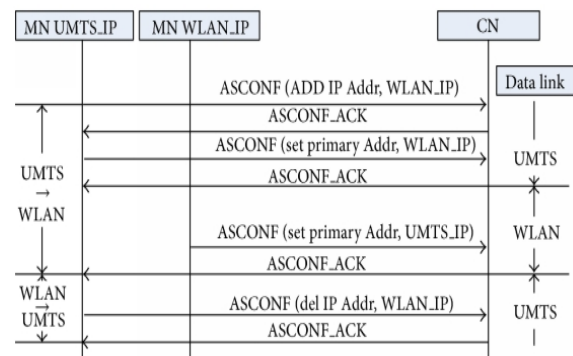 MN UMTS_IP
MN WLAN_IP
CN
Data link
ASCONF (ADD IP Addr, WLAN_IP)
ASCONF_ACK
ASCONF (set primary Addr, WLAN_IP)
ASCONF_ACK
UMTS
→
WLAN
UMTS
ASCONF (set primary Addr, UMTS_IP)
WLAN
ASCONF_ACK
WLAN
→
UMTS
ASCONF (del IP Addr, WLAN_IP)
UMTS
ASCONF_ACK